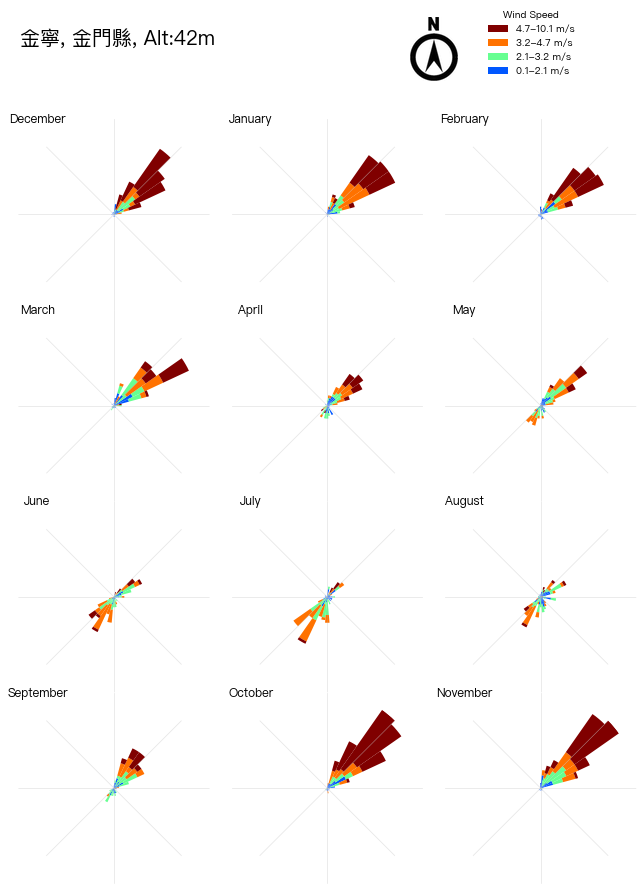 金寧, 金門縣, Alt:42m
N
Wind Speed
4.7–10.1 m/s
3.2–4.7 m/s
2.1–3.2 m/s
0.1–2.1 m/s
December
January
February
March
April
May
June
July
August
September
October
November